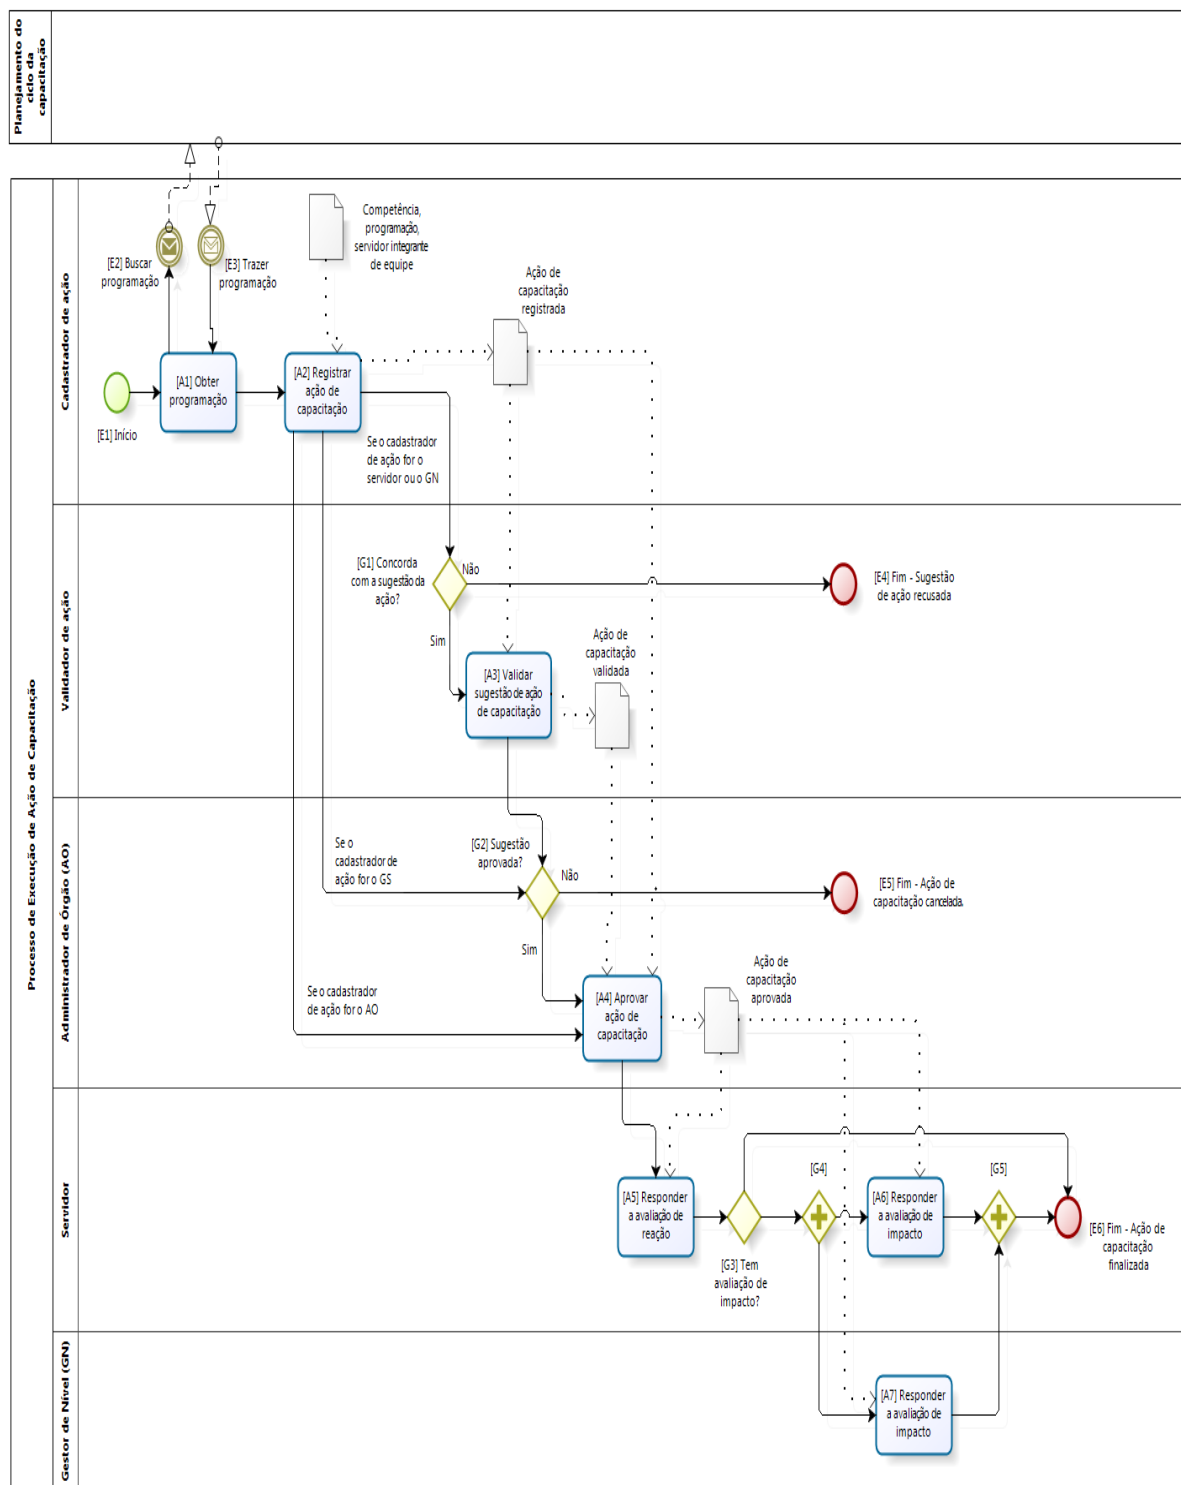 Planejamento do
ciclo da
capacitação
Processo de Execução de Ação de Capacitação
Cadastrador de ação
Competência,
programação,
servidor integrante
de equipe
[E2] Buscar
programação
[E3] Trazer
programação
Ação de
capacitação
registrada
[A1] Obter
programação
[A2] Registrar
ação de
capacitação
[E1] Início
Se o cadastrador
de ação for o
servidor ou o GN
Validador de ação
[G1] Concorda
com a sugestão da
ação?
Não
[E4] Fim - Sugestão
de ação recusada
Sim
Ação de
capacitação
validada
[A3] Validar
sugestão de ação
de capacitação
Administrador de Órgão (AO)
Se o
cadastrador de
ação for o GS
[G2] Sugestão
aprovada?
Não
[E5] Fim - Ação de
capacitação cancelada.
Sim
Se o cadastrador
de ação for o AO
[A4] Aprovar
ação de
capacitação
Ação de
capacitação
aprovada
Servidor
[A5] Responder
a avaliação de
reação
[G3] Tem
avaliação de
impacto?
[G4]
[A6] Responder
a avaliação de
impacto
[G5]
[E6] Fim - Ação de
capacitação
finalizada
Gestor de Nível (GN)
[A7] Responder
a avaliação de
impacto